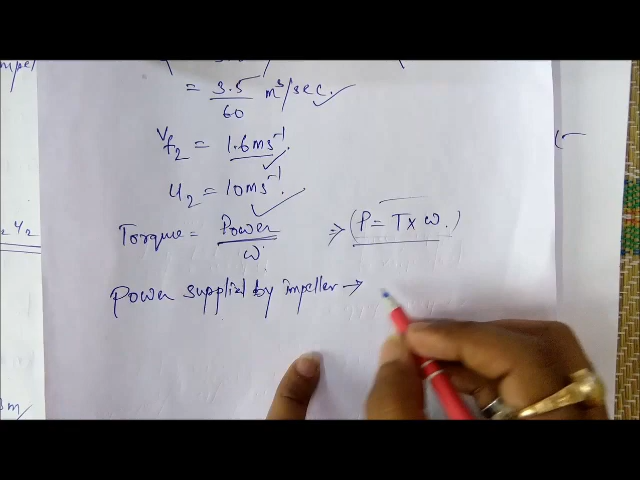 = 3.5/60 m³/sec.
Vf₂ = 1.6ms⁻¹
u₂ = 10ms⁻¹.
Torque = Power/ω ⇒ (P = T×ω.)
Power supplied by impeller →